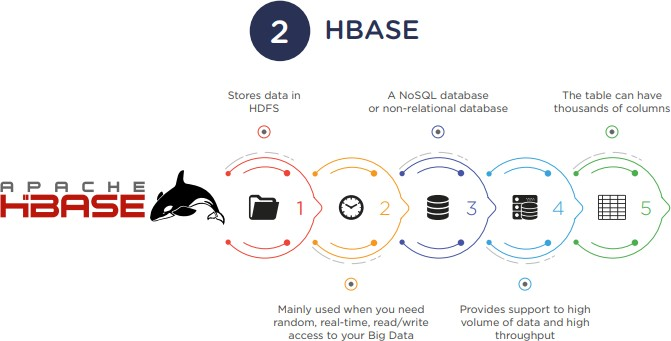 2 HBASE
Stores data in
HDFS
A NoSQL database
or non-relational database
The table can have
thousands of columns
APACHE
HBASE
1
2
3
4
5
Mainly used when you need
random, real-time, read/write
access to your Big Data
Provides support to high
volume of data and high
throughput